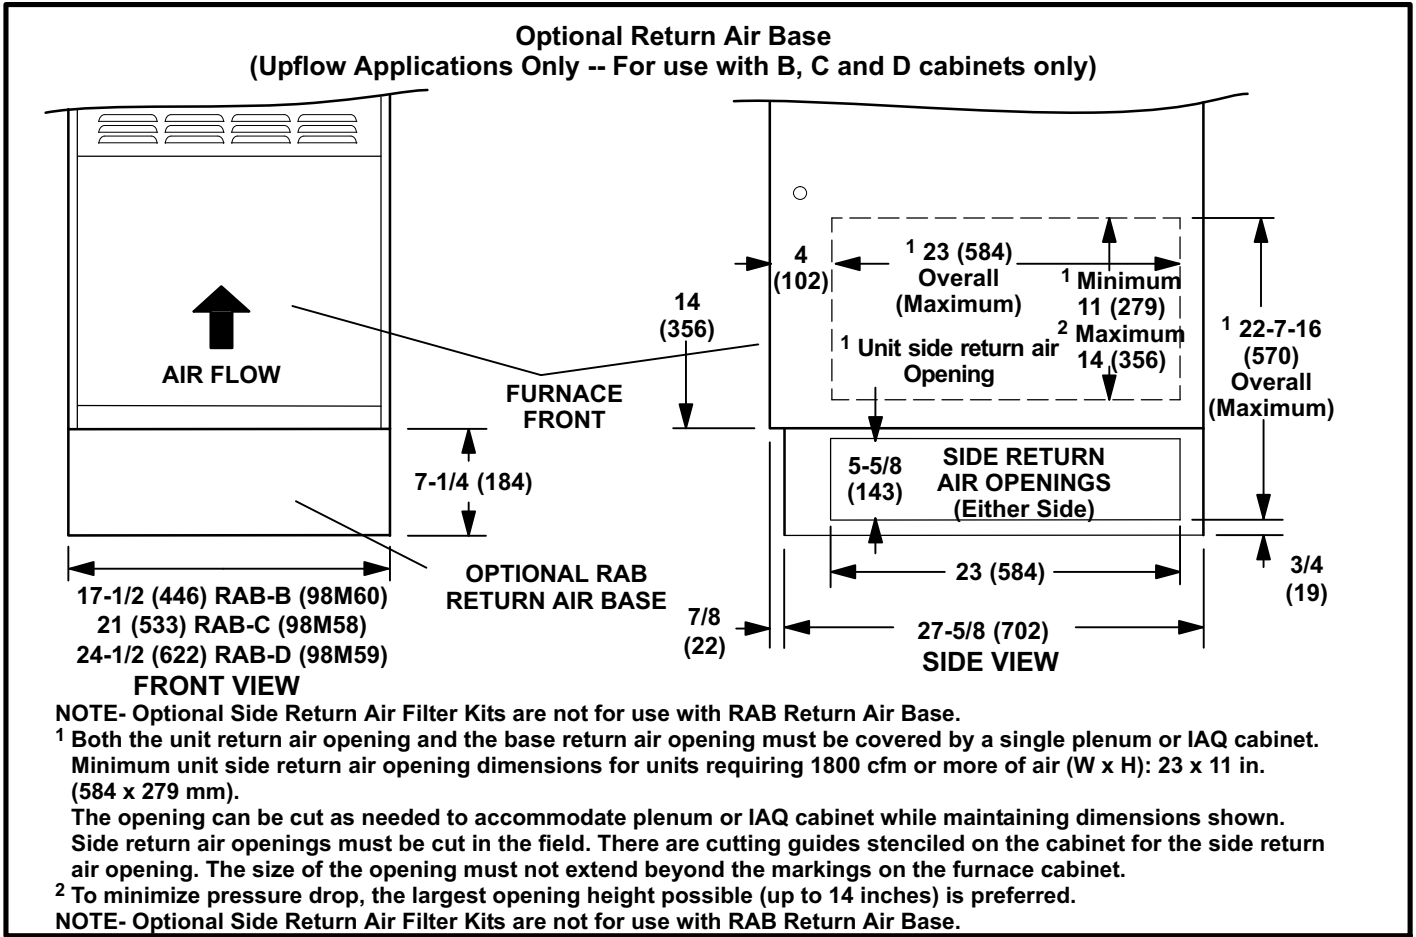 Optional Return Air Base
(Upflow Applications Only -- For use with B, C and D cabinets only)
AIR FLOW
FURNACE
FRONT
7-1/4 (184)
OPTIONAL RAB
RETURN AIR BASE
17-1/2 (446) RAB-B (98M60)
21 (533) RAB-C (98M58)
24-1/2 (622) RAB-D (98M59)
FRONT VIEW
14
(356)
4
(102)
1 23 (584)
Overall
(Maximum)
1 Minimum
11 (279)
2 Maximum
14 (356)
1 Unit side return air
Opening
1 22-7-16
(570)
Overall
(Maximum)
5-5/8
(143)
SIDE RETURN
AIR OPENINGS
(Either Side)
23 (584)
3/4
(19)
7/8
(22)
27-5/8 (702)
SIDE VIEW
NOTE- Optional Side Return Air Filter Kits are not for use with RAB Return Air Base.
1 Both the unit return air opening and the base return air opening must be covered by a single plenum or IAQ cabinet.
Minimum unit side return air opening dimensions for units requiring 1800 cfm or more of air (W x H): 23 x 11 in.
(584 x 279 mm).
The opening can be cut as needed to accommodate plenum or IAQ cabinet while maintaining dimensions shown.
Side return air openings must be cut in the field. There are cutting guides stenciled on the cabinet for the side return
air opening. The size of the opening must not extend beyond the markings on the furnace cabinet.
2 To minimize pressure drop, the largest opening height possible (up to 14 inches) is preferred.
NOTE- Optional Side Return Air Filter Kits are not for use with RAB Return Air Base.